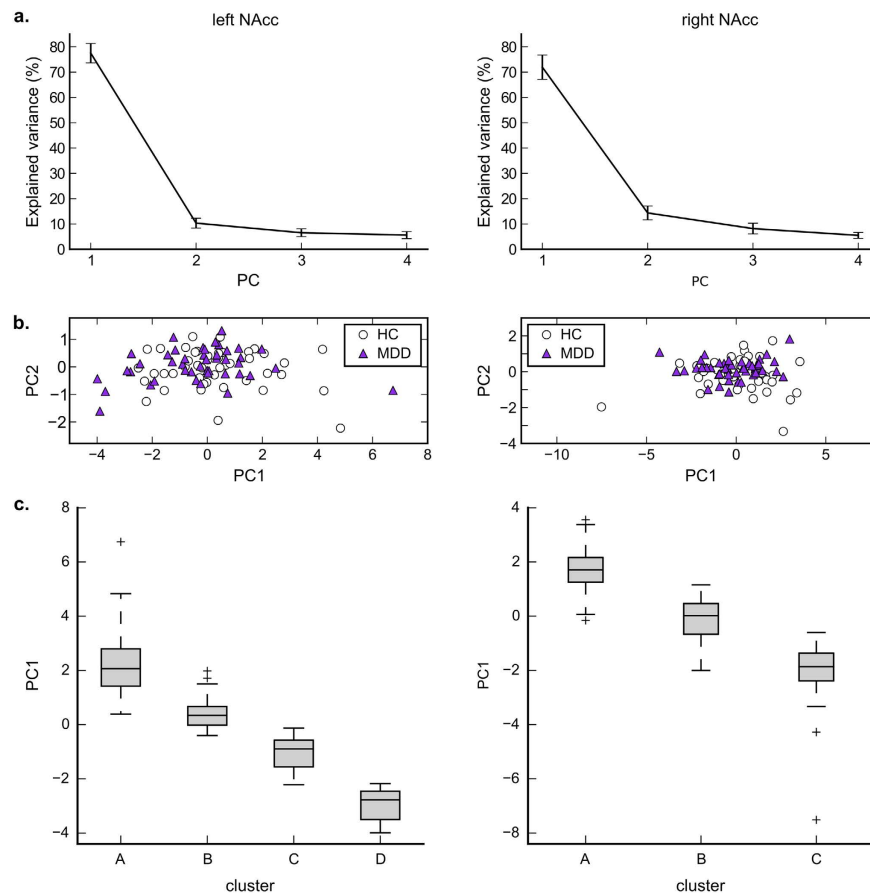 a.
left NAcc
right NAcc
Explained variance (%)
80
70
60
50
40
30
20
10
0
1 2 3 4
PC
Explained variance (%)
80
70
60
50
40
30
20
10
0
1 2 3 4
PC
b.
PC2
1
0
−1
−2
−4 −2 0 2 4 6 8
PC1
HC
MDD
PC2
2
0
−2
−4
−10 −5 0 5
PC1
HC
MDD
c.
PC1
8
6
4
2
0
−2
−4
A B C D
cluster
PC1
4
2
0
−2
−4
−6
−8
A B C
cluster